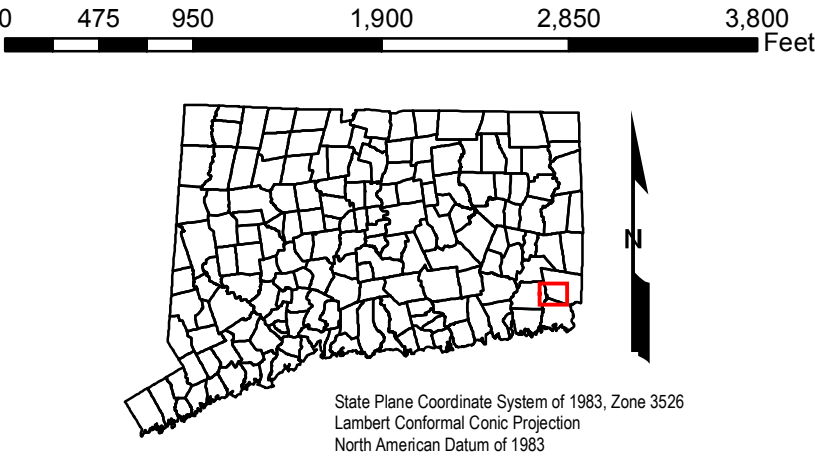 0 475 950 1,900 2,850 3,800
Feet
N
State Plane Coordinate System of 1983, Zone 3526
Lambert Conformal Conic Projection
North American Datum of 1983